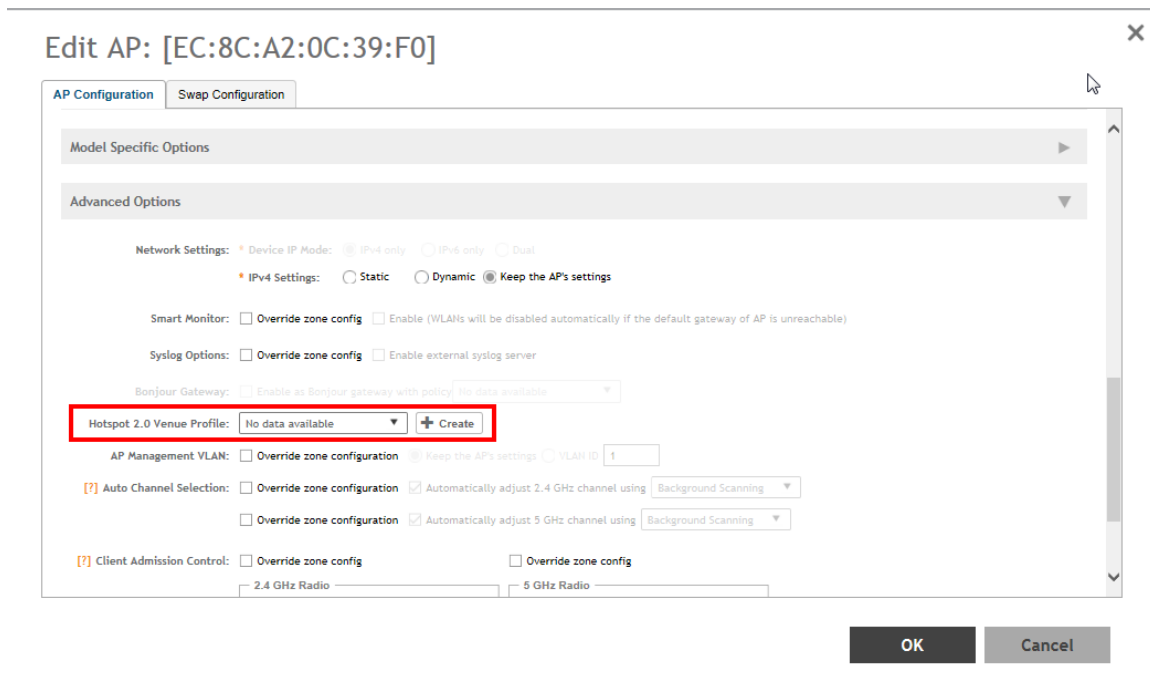 Edit AP: [EC:8C:A2:0C:39:F0]
AP Configuration Swap Configuration
Model Specific Options
Advanced Options
Network Settings: * Device IP Mode: IPv4 only IPv6 only Dual
* IPv4 Settings: Static Dynamic Keep the AP's settings
Smart Monitor: Override zone config Enable (WLANs will be disabled automatically if the default gateway of AP is unreachable)
Syslog Options: Override zone config Enable external syslog server
Bonjour Gateway: Enable as Bonjour gateway with policy No data available
Hotspot 2.0 Venue Profile: No data available + Create
AP Management VLAN: Override zone configuration Keep the AP's settings VLAN ID 1
[?] Auto Channel Selection: Override zone configuration Automatically adjust 2.4 GHz channel using Background Scanning
Override zone configuration Automatically adjust 5 GHz channel using Background Scanning
[?] Client Admission Control: Override zone config Override zone config
2.4 GHz Radio 5 GHz Radio
OK Cancel